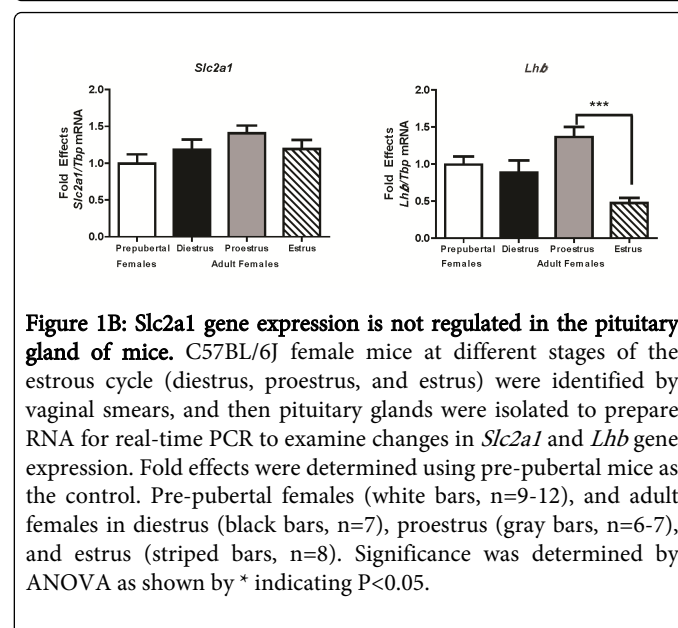 Slc2a1
Lhb
2.0
1.5
1.0
0.5
0.0
Fold Effects
Slc2a1/Tbp mRNA
Prepubertal Diestrus Proestrus Estrus
Females Adult Females
2.0
1.5
1.0
0.5
0.0
Fold Effects
Lhb/Tbp mRNA
***
Prepubertal Diestrus Proestrus Estrus
Females Adult Females
Figure 1B: Slc2a1 gene expression is not regulated in the pituitary
gland of mice. C57BL/6J female mice at different stages of the
estrous cycle (diestrus, proestrus, and estrus) were identified by
vaginal smears, and then pituitary glands were isolated to prepare
RNA for real-time PCR to examine changes in Slc2a1 and Lhb gene
expression. Fold effects were determined using pre-pubertal mice as
the control. Pre-pubertal females (white bars, n=9-12), and adult
females in diestrus (black bars, n=7), proestrus (gray bars, n=6-7),
and estrus (striped bars, n=8). Significance was determined by
ANOVA as shown by * indicating P<0.05.